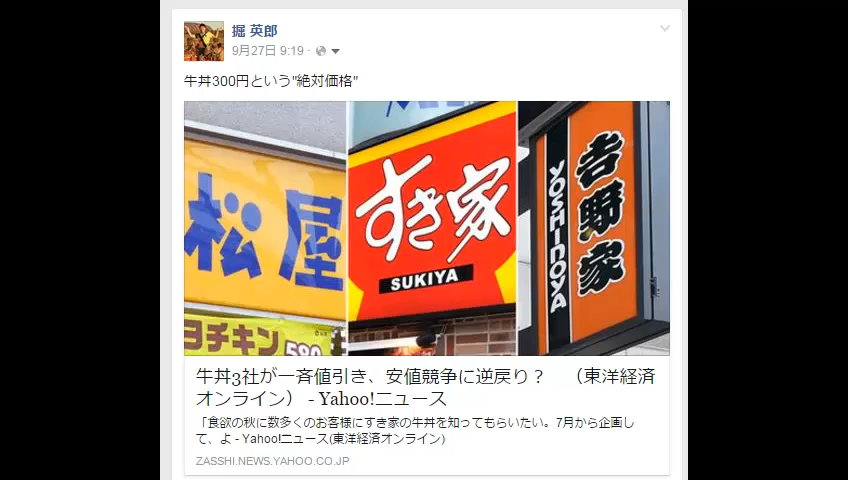 堀 英郎
9月27日 9:19
牛丼300円という"絶対価格"
松屋
ヨチキン 590
すき家
SUKIYA
吉野家
YOSHINOYA
牛丼3社が一斉値引き、安値競争に逆戻り？　（東洋経済
オンライン） - Yahoo!ニュース
「食欲の秋に数多くのお客様にすき家の牛丼を知ってもらいたい。7月から企画し
て、よ - Yahoo!ニュース(東洋経済オンライン)
ZASSHI.NEWS.YAHOO.CO.JP